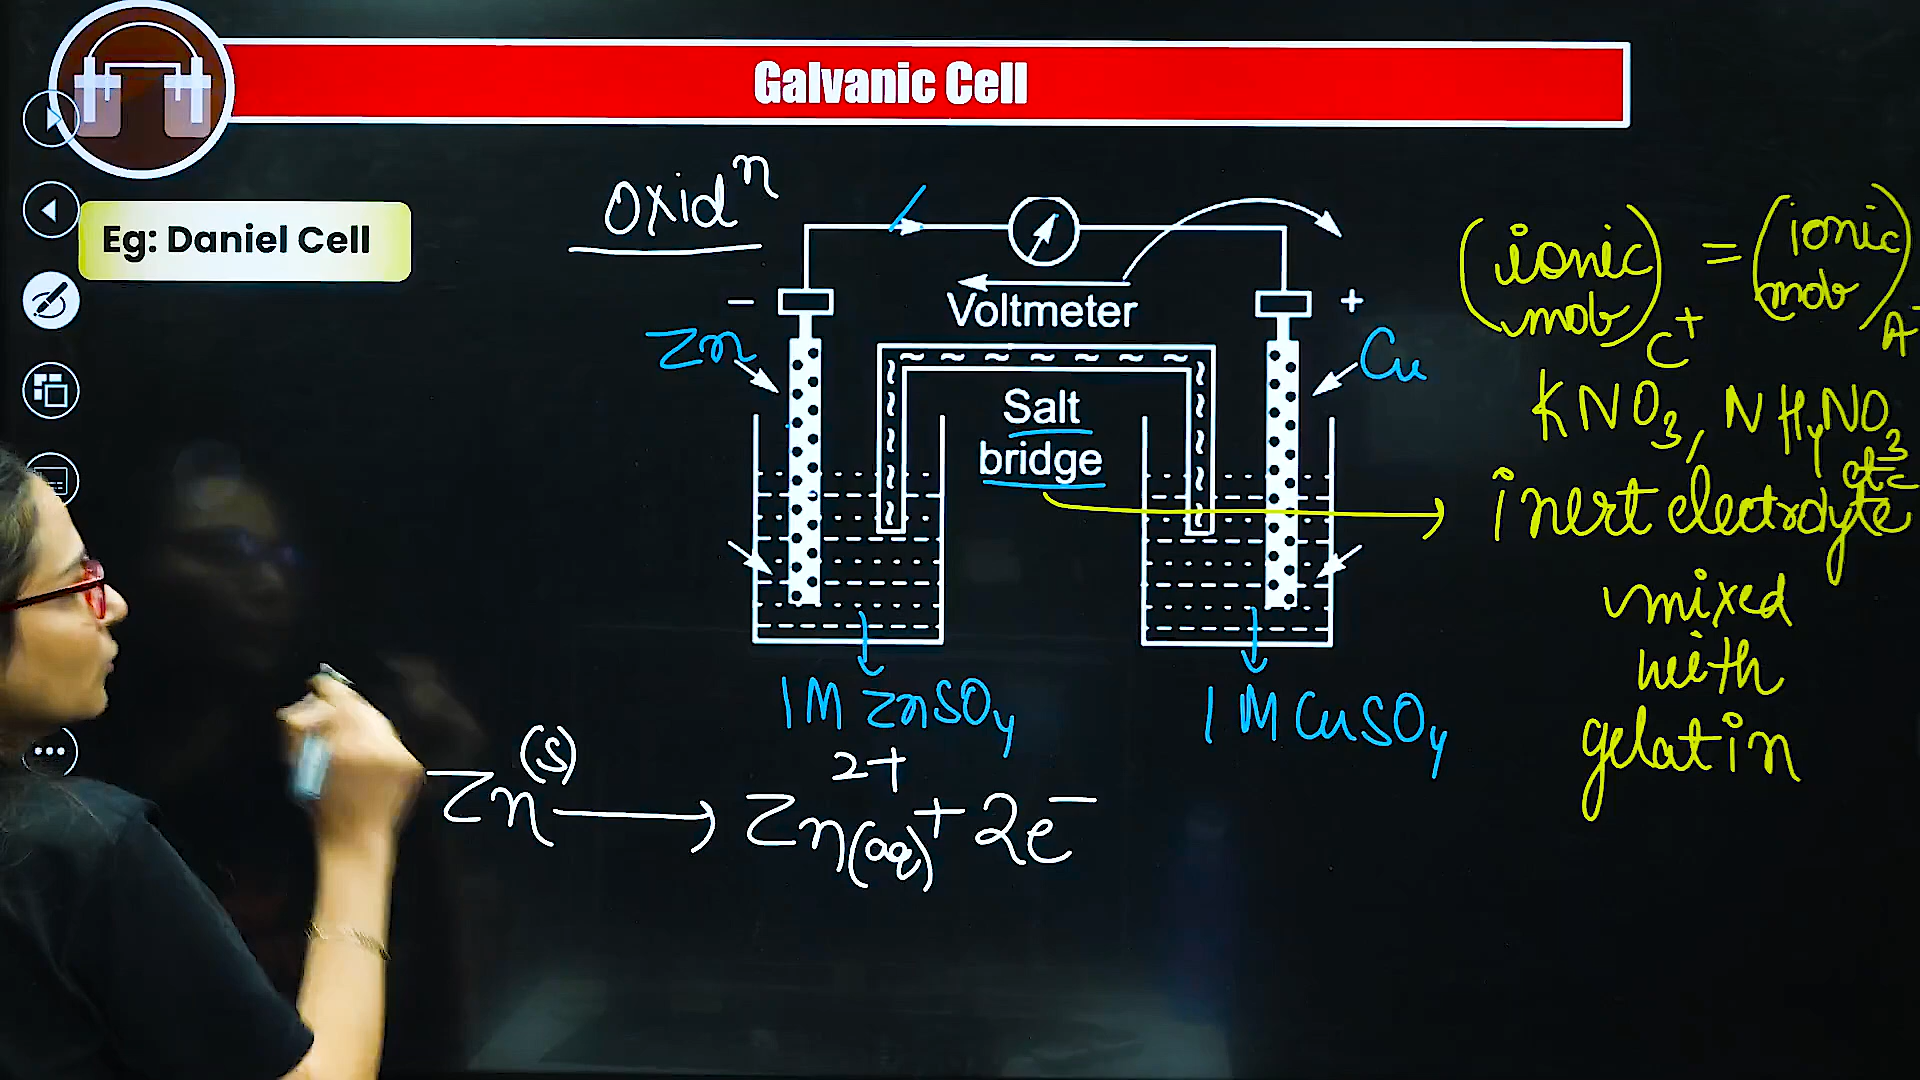 Galvanic Cell
Eg: Daniel Cell
Oxidⁿ
− +
Voltmeter
Zn
Cu
Salt
bridge
1M ZnSO4
1M CuSO4
Zn(s) ⟶ Zn²⁺(aq) + 2e⁻
(ionic mob)C⁺ = (ionic mob)A⁻
KNO3, NH4NO3
etc
inert electrolyte
mixed
with
gelatin